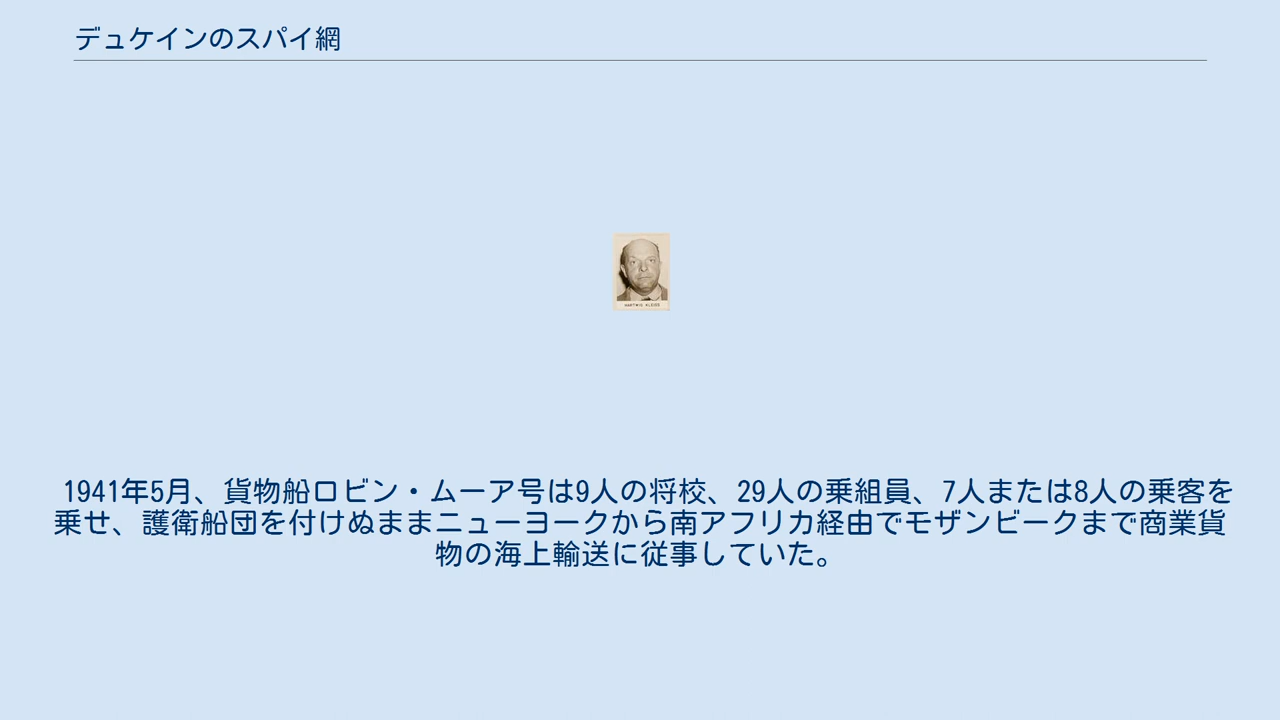 デュケインのスパイ網
HARTWIG KLEISS
1941年5月、貨物船ロビン・ムーア号は9人の将校、29人の乗組員、7人または8人の乗客を
乗せ、護衛船団を付けぬままニューヨークから南アフリカ経由でモザンビークまで商業貨
物の海上輸送に従事していた。